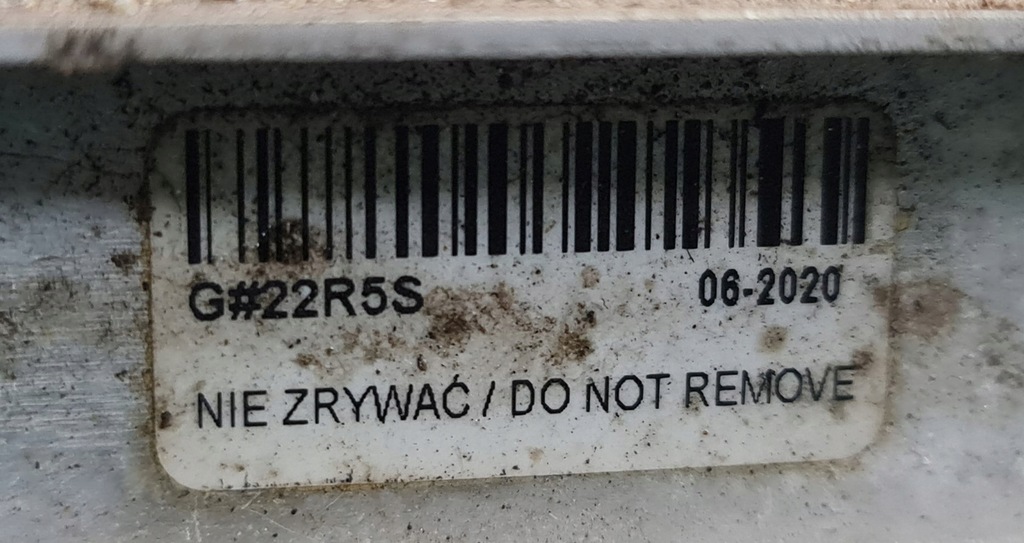 G#22R5S 06-2020
NIE ZRYWAĆ / DO NOT REMOVE